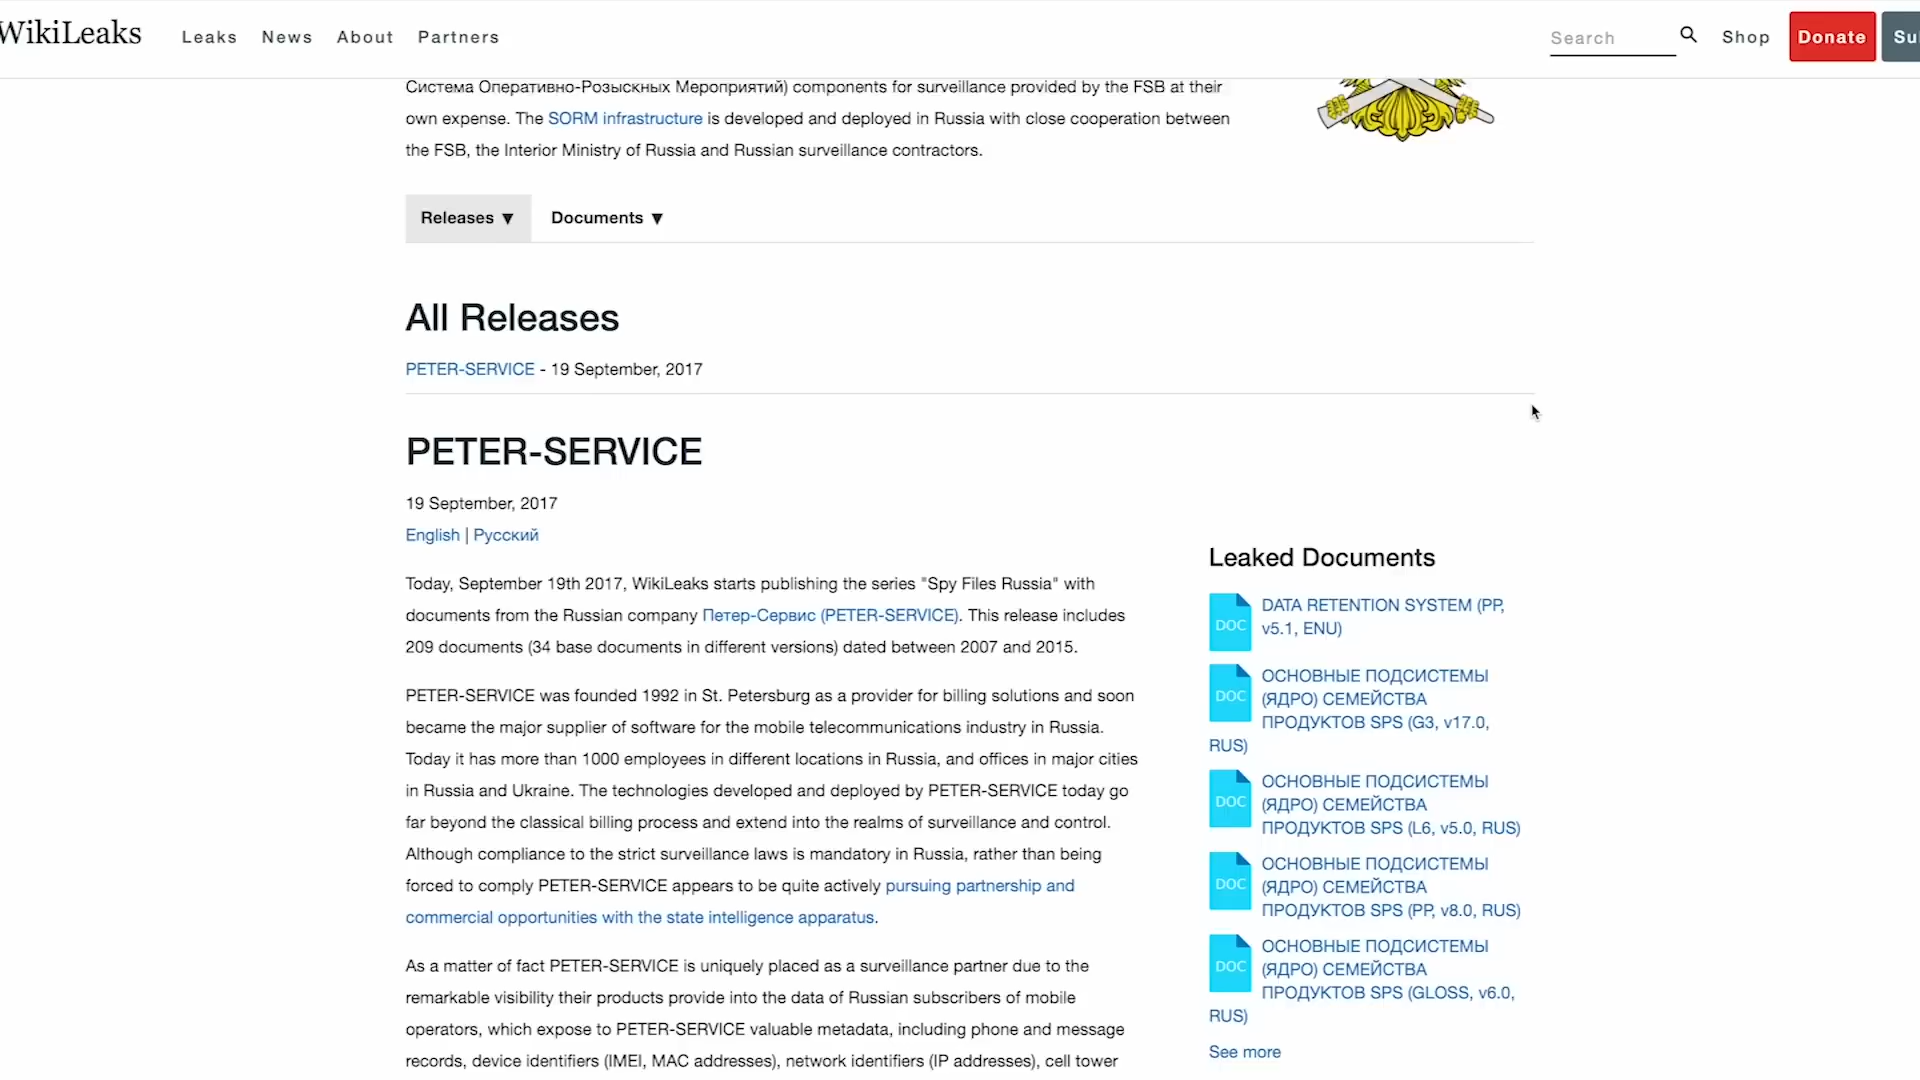 WikiLeaks Leaks News About Partners Search Shop Donate
Система Оперативно-Розыскных Мероприятий) components for surveillance provided by the FSB at their
own expense. The SORM infrastructure is developed and deployed in Russia with close cooperation between
the FSB, the Interior Ministry of Russia and Russian surveillance contractors.
Releases ▼ Documents ▼
All Releases
PETER-SERVICE - 19 September, 2017
PETER-SERVICE
19 September, 2017
English | Русский
Today, September 19th 2017, WikiLeaks starts publishing the series "Spy Files Russia" with
documents from the Russian company Петер-Сервис (PETER-SERVICE). This release includes
209 documents (34 base documents in different versions) dated between 2007 and 2015.
PETER-SERVICE was founded 1992 in St. Petersburg as a provider for billing solutions and soon
became the major supplier of software for the mobile telecommunications industry in Russia.
Today it has more than 1000 employees in different locations in Russia, and offices in major cities
in Russia and Ukraine. The technologies developed and deployed by PETER-SERVICE today go
far beyond the classical billing process and extend into the realms of surveillance and control.
Although compliance to the strict surveillance laws is mandatory in Russia, rather than being
forced to comply PETER-SERVICE appears to be quite actively pursuing partnership and
commercial opportunities with the state intelligence apparatus.
As a matter of fact PETER-SERVICE is uniquely placed as a surveillance partner due to the
remarkable visibility their products provide into the data of Russian subscribers of mobile
operators, which expose to PETER-SERVICE valuable metadata, including phone and message
records, device identifiers (IMEI, MAC addresses), network identifiers (IP addresses), cell tower
Leaked Documents
DOC
DATA RETENTION SYSTEM (PP,
v5.1, ENU)
DOC
ОСНОВНЫЕ ПОДСИСТЕМЫ
(ЯДРО) СЕМЕЙСТВА
ПРОДУКТОВ SPS (G3, v17.0,
RUS)
DOC
ОСНОВНЫЕ ПОДСИСТЕМЫ
(ЯДРО) СЕМЕЙСТВА
ПРОДУКТОВ SPS (L6, v5.0, RUS)
DOC
ОСНОВНЫЕ ПОДСИСТЕМЫ
(ЯДРО) СЕМЕЙСТВА
ПРОДУКТОВ SPS (PP, v8.0, RUS)
DOC
ОСНОВНЫЕ ПОДСИСТЕМЫ
(ЯДРО) СЕМЕЙСТВА
ПРОДУКТОВ SPS (GLOSS, v6.0,
RUS)
See more